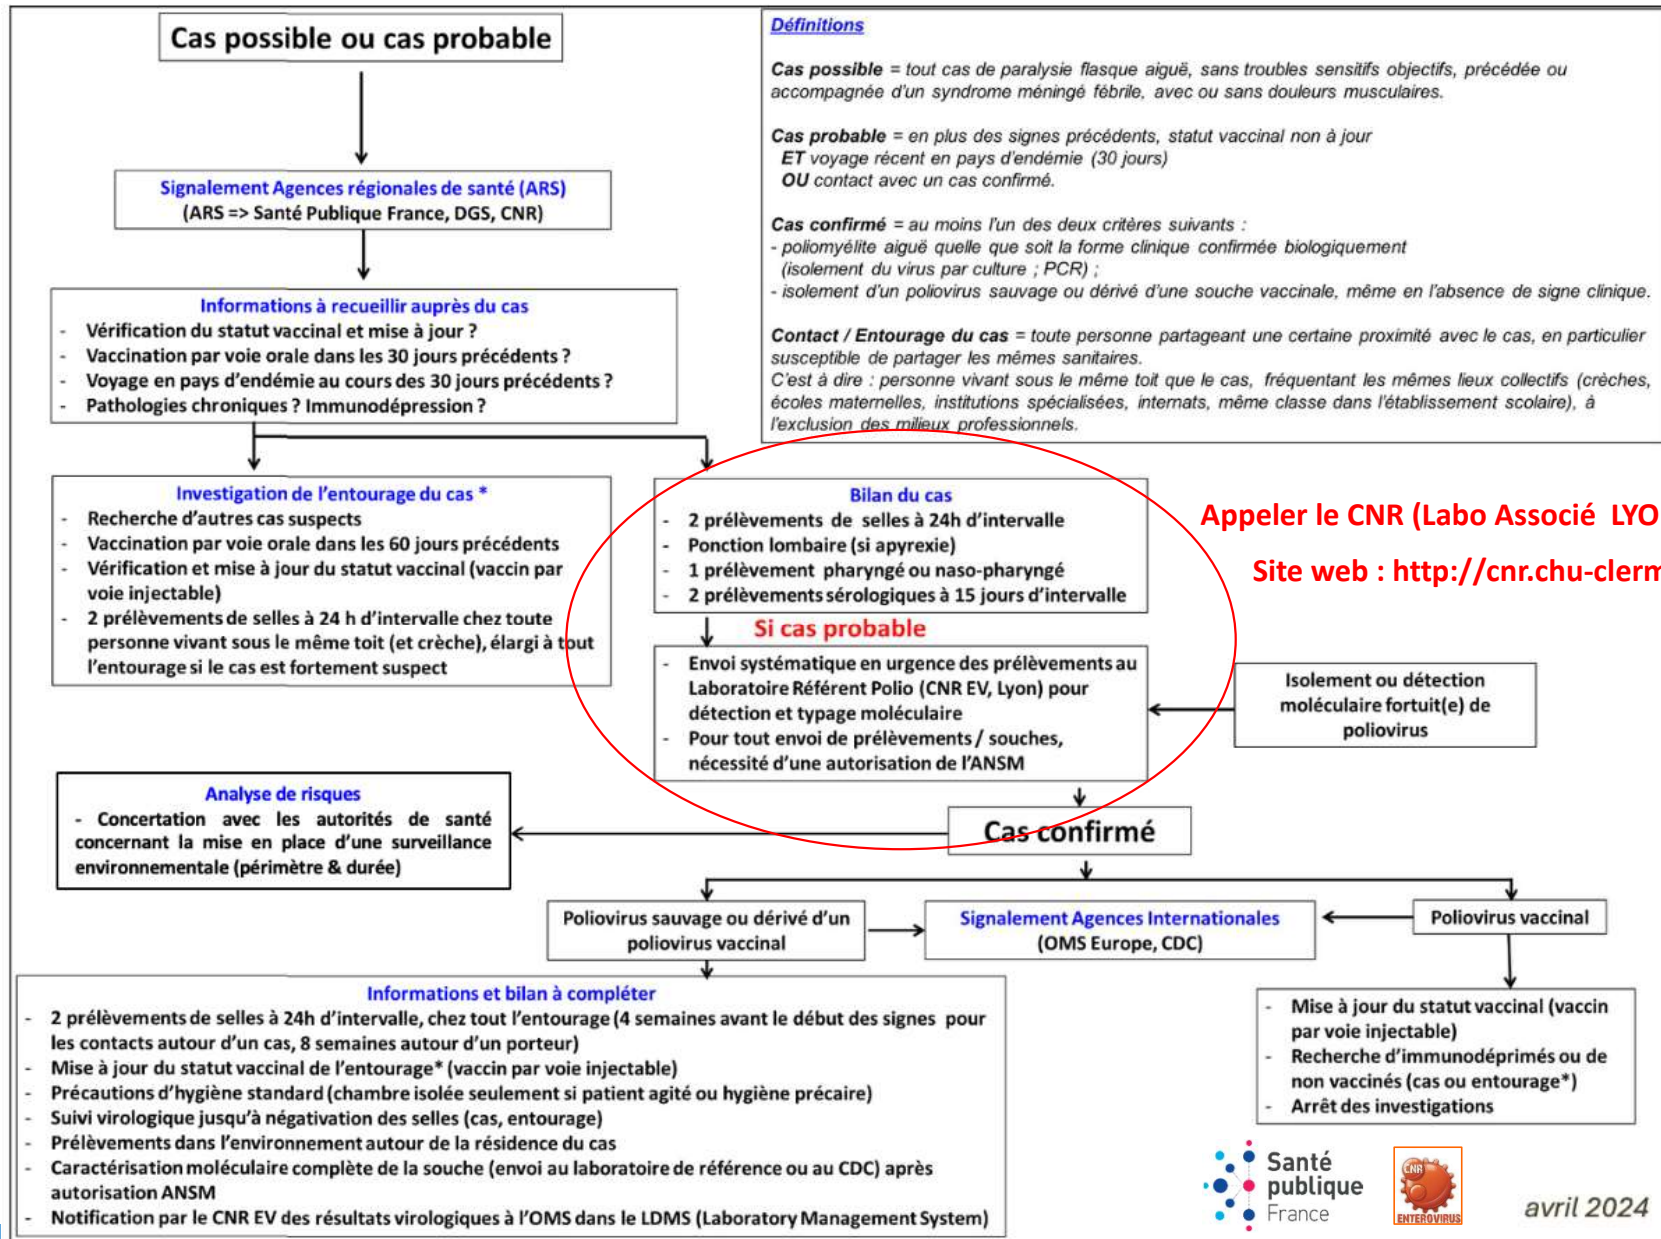 Cas possible ou cas probable
Signalement Agences régionales de santé (ARS)
(ARS => Santé Publique France, DGS, CNR)
Informations à recueillir auprès du cas
- Vérification du statut vaccinal et mise à jour ?
- Vaccination par voie orale dans les 30 jours précédents ?
- Voyage en pays d'endémie au cours des 30 jours précédents ?
- Pathologies chroniques ? Immunodépression ?
Définitions
Cas possible = tout cas de paralysie flasque aiguë, sans troubles sensitifs objectifs, précédée ou
accompagnée d'un syndrome méningé fébrile, avec ou sans douleurs musculaires.
Cas probable = en plus des signes précédents, statut vaccinal non à jour
ET voyage récent en pays d'endémie (30 jours)
OU contact avec un cas confirmé.
Cas confirmé = au moins l'un des deux critères suivants :
- poliomyélite aiguë quelle que soit la forme clinique confirmée biologiquement
(isolement du virus par culture ; PCR) ;
- isolement d'un poliovirus sauvage ou dérivé d'une souche vaccinale, même en l'absence de signe clinique.
Contact / Entourage du cas = toute personne partageant une certaine proximité avec le cas, en particulier
susceptible de partager les mêmes sanitaires.
C'est à dire : personne vivant sous le même toit que le cas, fréquentant les mêmes lieux collectifs (crèches,
écoles maternelles, institutions spécialisées, internats, même classe dans l'établissement scolaire), à
l'exclusion des milieux professionnels.
Investigation de l'entourage du cas *
- Recherche d'autres cas suspects
- Vaccination par voie orale dans les 60 jours précédents
- Vérification et mise à jour du statut vaccinal (vaccin par
voie injectable)
- 2 prélèvements de selles à 24 h d'intervalle chez toute
personne vivant sous le même toit (et crèche), élargi à tout
l'entourage si le cas est fortement suspect
Bilan du cas
- 2 prélèvements de selles à 24h d'intervalle
- Ponction lombaire (si apyrexie)
- 1 prélèvement pharyngé ou naso-pharyngé
- 2 prélèvements sérologiques à 15 jours d'intervalle
Appeler le CNR (Labo Associé LYO
Site web : http://cnr.chu-clerm
Si cas probable
- Envoi systématique en urgence des prélèvements au
Laboratoire Référent Polio (CNR EV, Lyon) pour
détection et typage moléculaire
- Pour tout envoi de prélèvements / souches,
nécessité d'une autorisation de l'ANSM
Isolement ou détection
moléculaire fortuit(e) de
poliovirus
Analyse de risques
- Concertation avec les autorités de santé
concernant la mise en place d'une surveillance
environnementale (périmètre & durée)
Cas confirmé
Poliovirus sauvage ou dérivé d'un
poliovirus vaccinal
Signalement Agences Internationales
(OMS Europe, CDC)
Poliovirus vaccinal
Informations et bilan à compléter
- 2 prélèvements de selles à 24h d'intervalle, chez tout l'entourage (4 semaines avant le début des signes pour
les contacts autour d'un cas, 8 semaines autour d'un porteur)
- Mise à jour du statut vaccinal de l'entourage* (vaccin par voie injectable)
- Précautions d'hygiène standard (chambre isolée seulement si patient agité ou hygiène précaire)
- Suivi virologique jusqu'à négativation des selles (cas, entourage)
- Prélèvements dans l'environnement autour de la résidence du cas
- Caractérisation moléculaire complète de la souche (envoi au laboratoire de référence ou au CDC) après
autorisation ANSM
- Notification par le CNR EV des résultats virologiques à l'OMS dans le LDMS (Laboratory Management System)
- Mise à jour du statut vaccinal (vaccin
par voie injectable)
- Recherche d'immunodéprimés ou de
non vaccinés (cas ou entourage*)
- Arrêt des investigations
Santé
publique
France
CNR
ENTEROVIRUS
avril 2024